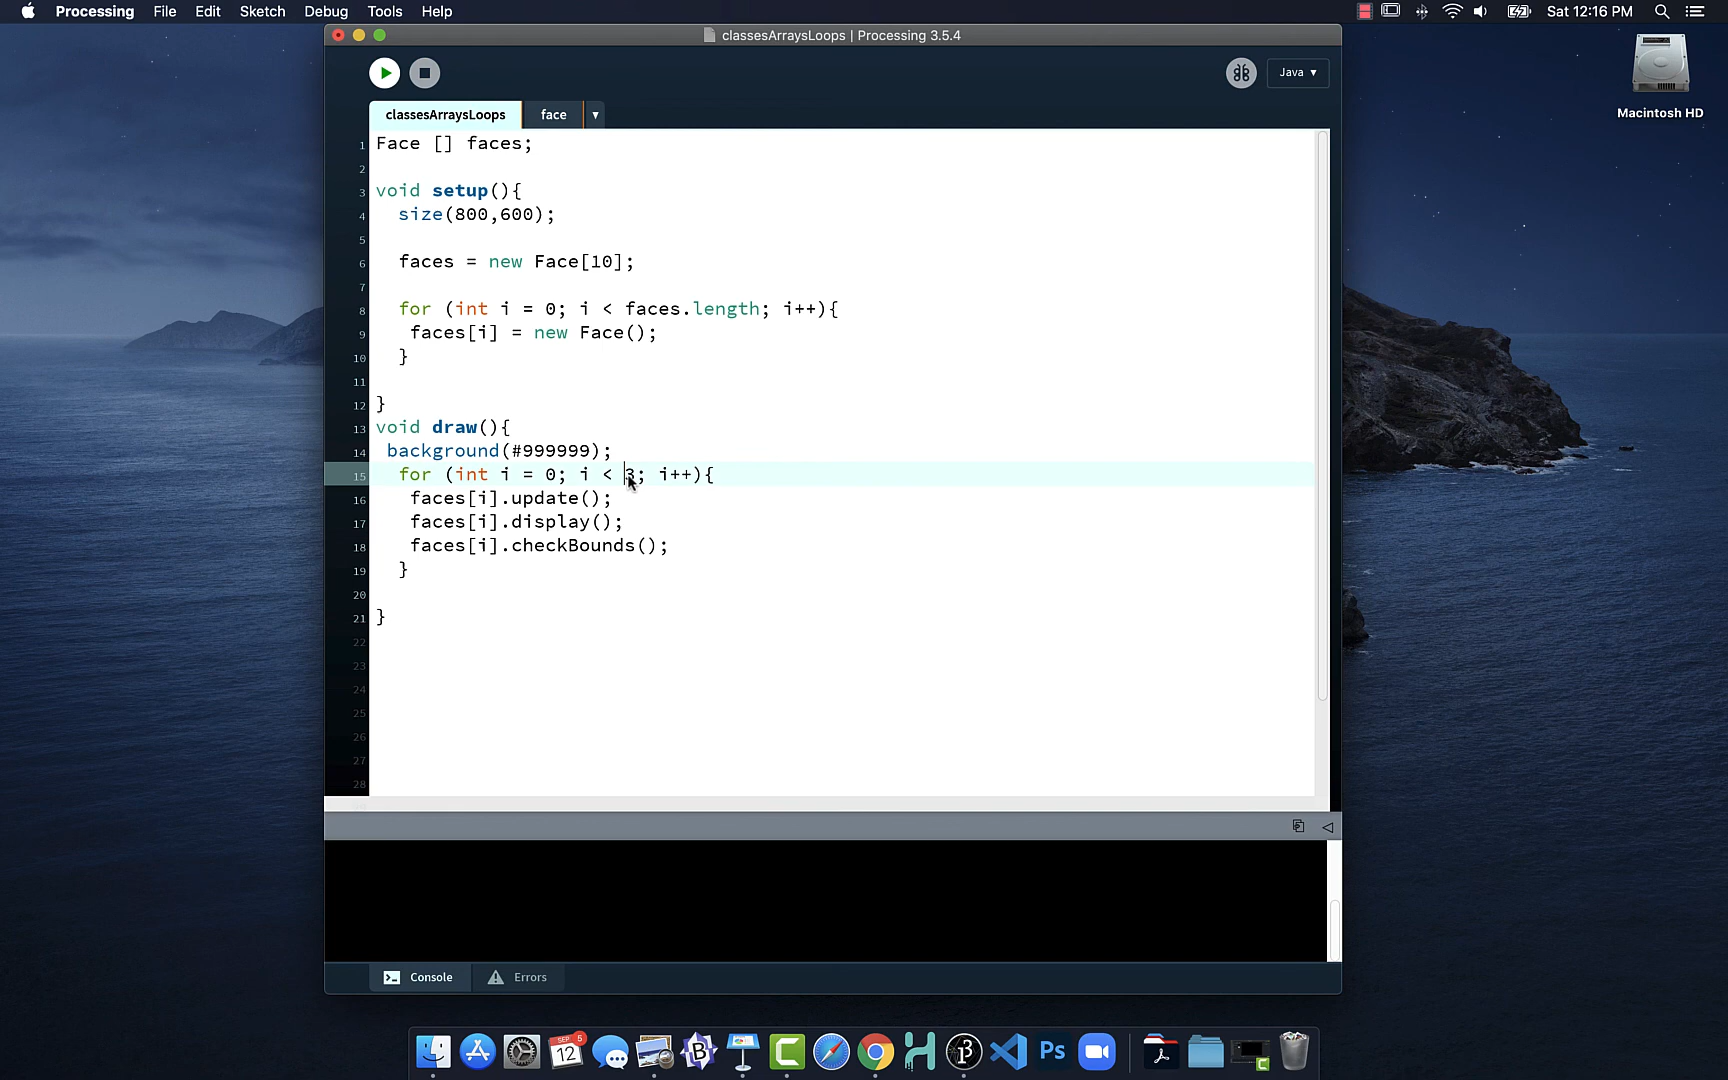 Processing File Edit Sketch Debug Tools Help Sat 12:16 PM
classesArraysLoops | Processing 3.5.4
Macintosh HD
Java ▾
classesArraysLoops face ▾
1 Face [] faces;
2
3 void setup(){
4 size(800,600);
5
6 faces = new Face[10];
7
8 for (int i = 0; i < faces.length; i++){
9 faces[i] = new Face();
10 }
11
12 }
13 void draw(){
14 background(#999999);
15 for (int i = 0; i < 3; i++){
16 faces[i].update();
17 faces[i].display();
18 faces[i].checkBounds();
19 }
20
21 }
22
23
24
25
26
27
28
Console Errors
SEP 5
12
Ps